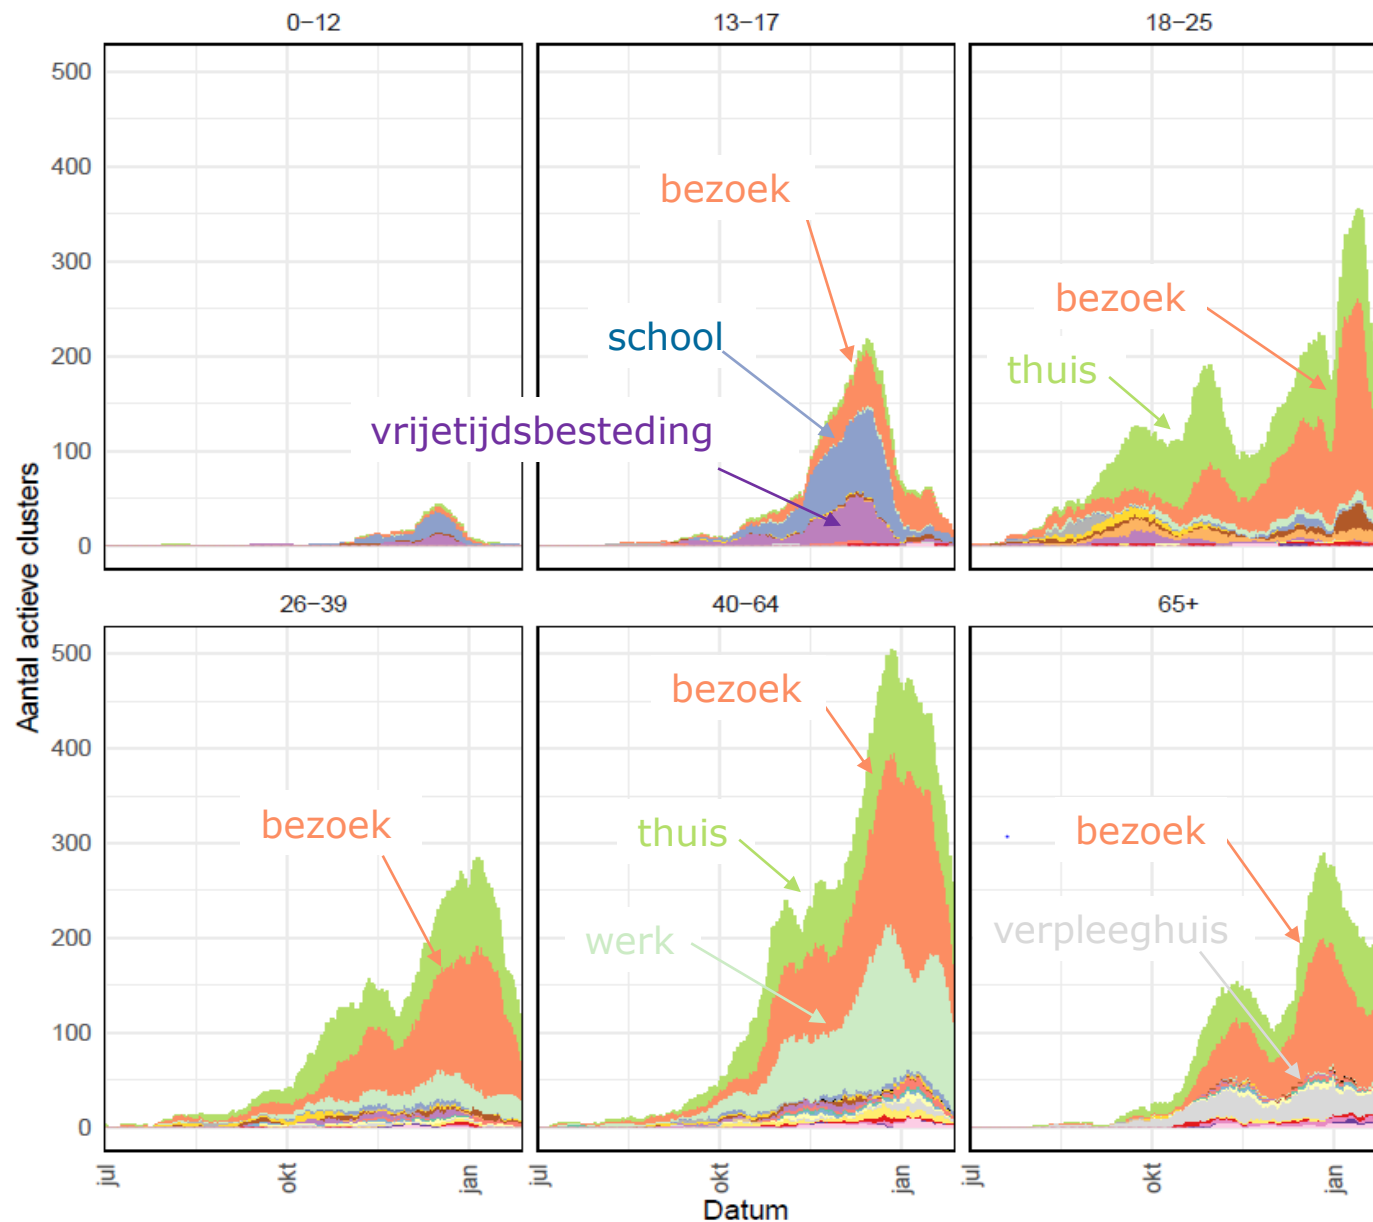 0−12
13−17
18−25
500
400
300
200
100
0
bezoek
school
vrijetijdsbesteding
bezoek
thuis
Aantal actieve clusters
26−39
40−64
65+
500
400
300
200
100
0
bezoek
bezoek
thuis
werk
bezoek
verpleeghuis
jul
okt
jan
jul
okt
jan
jul
okt
jan
Datum